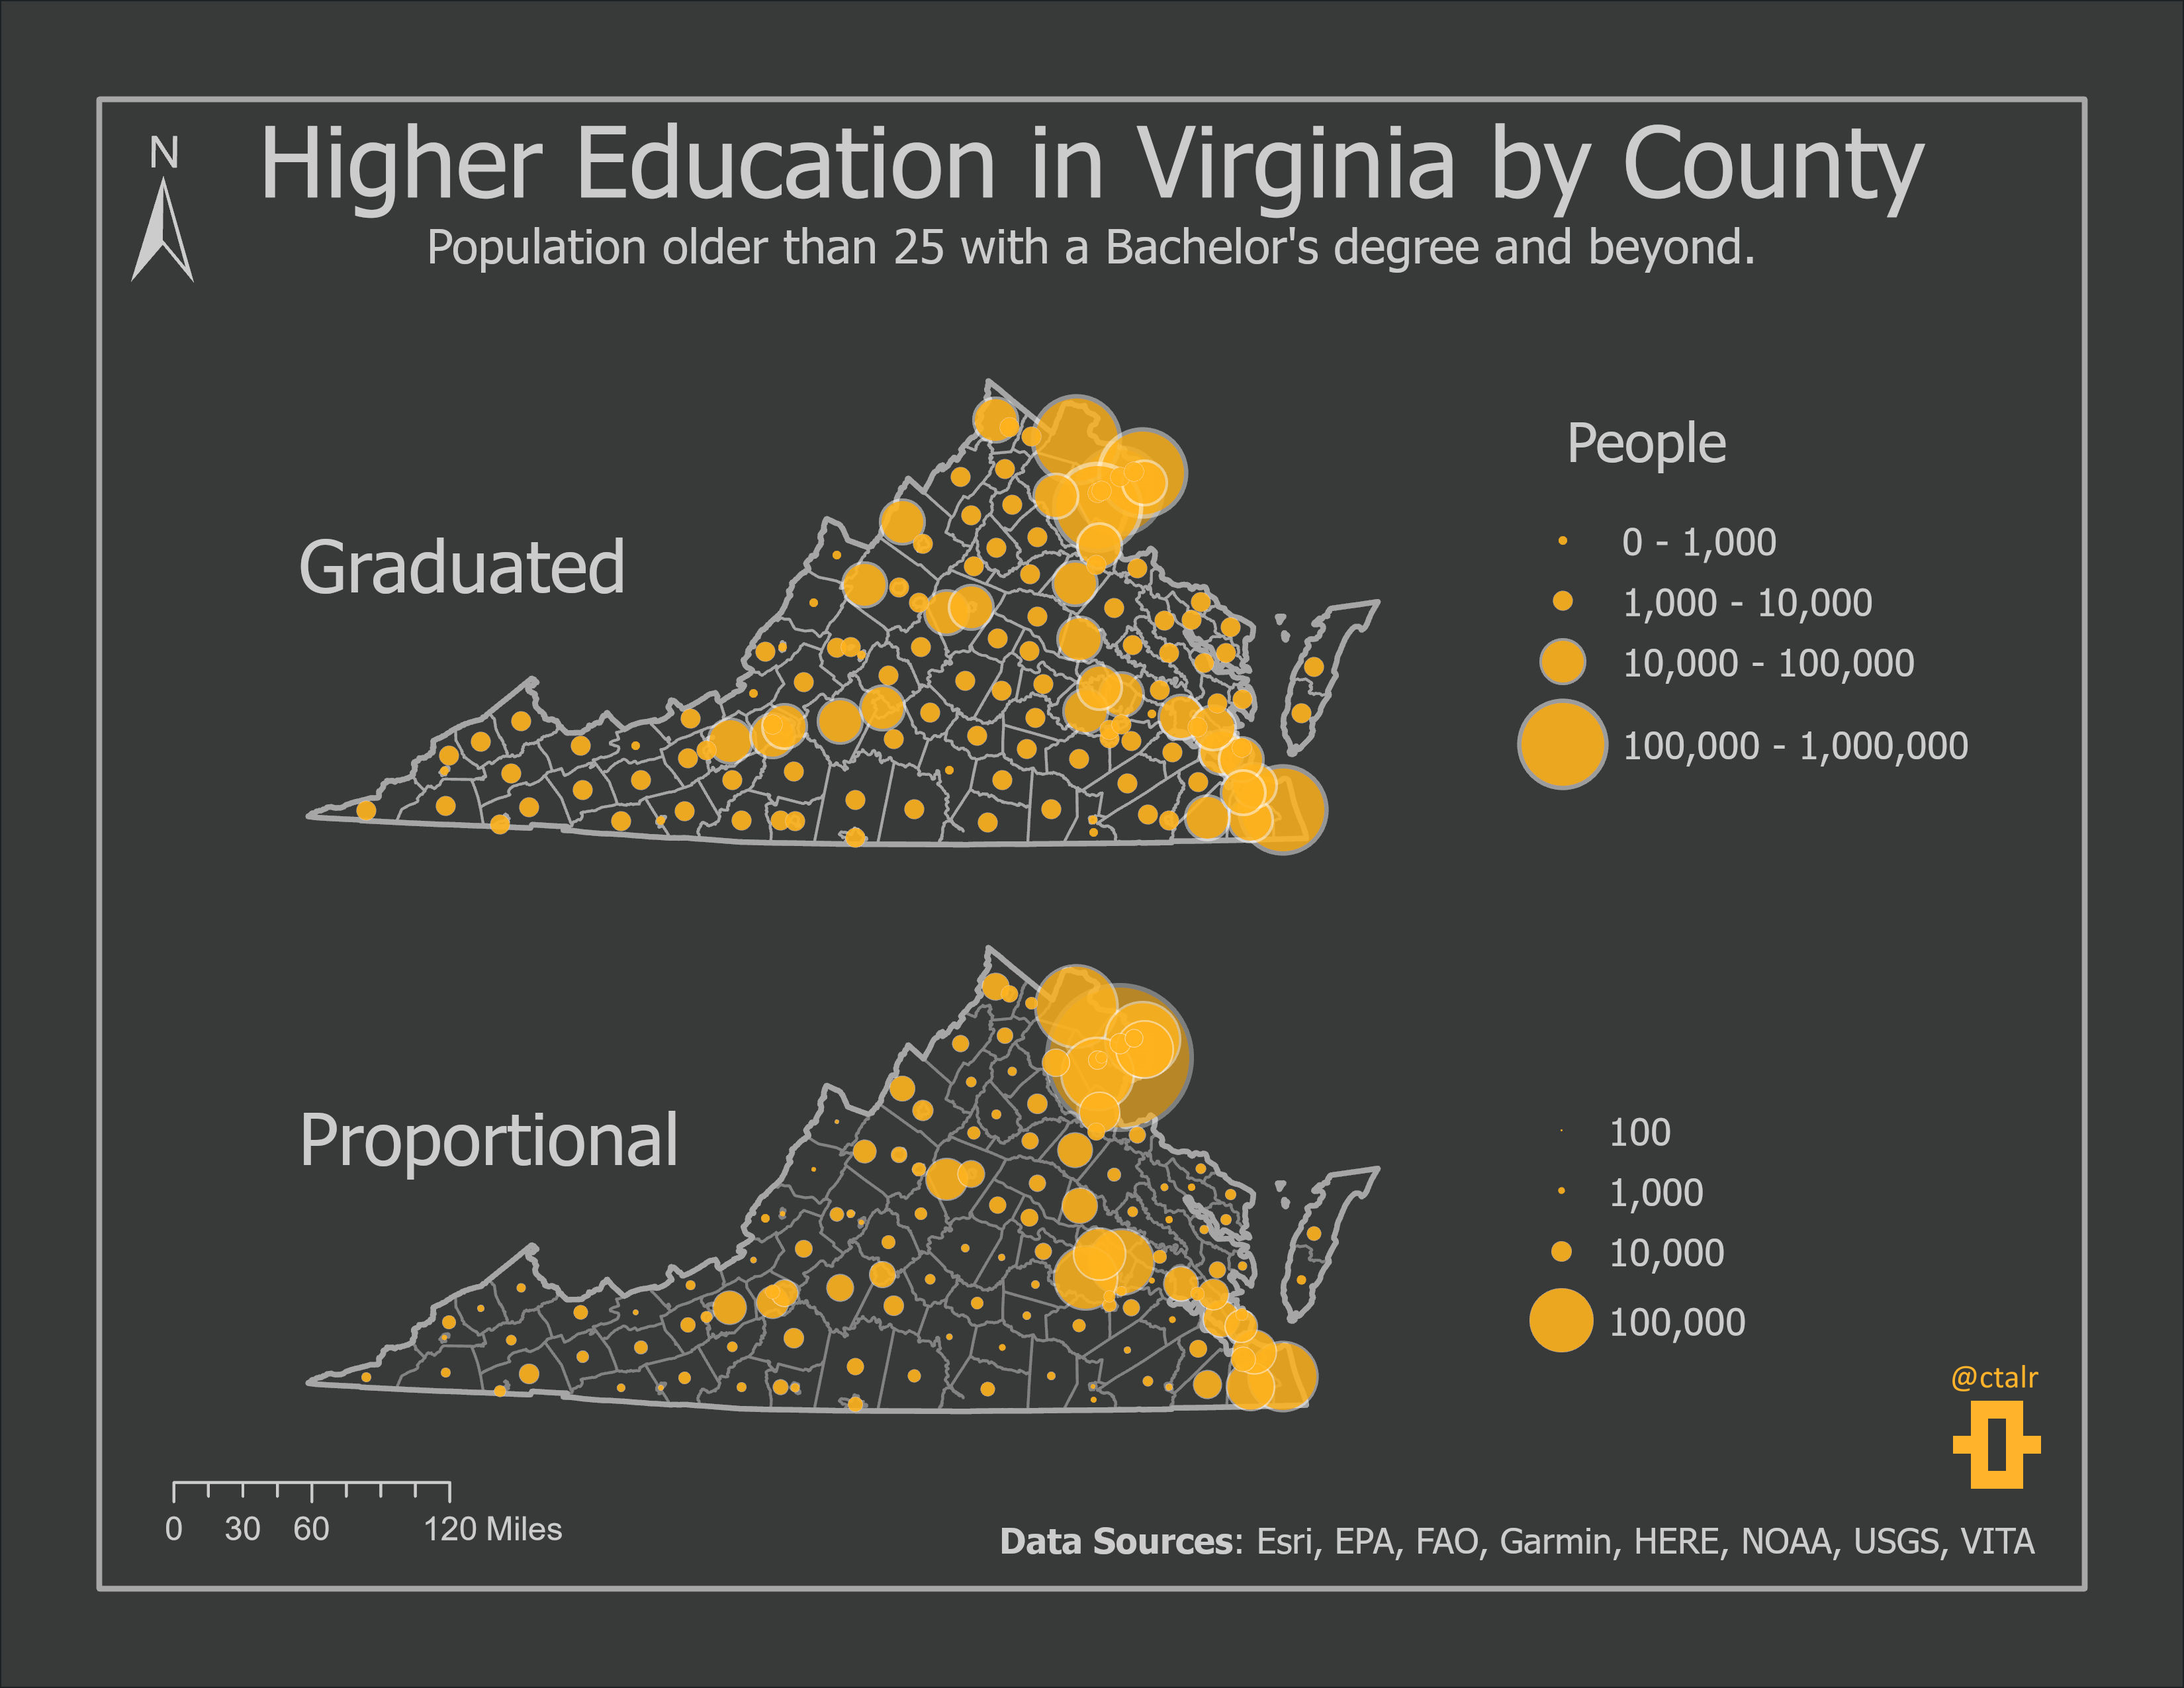 N
Higher Education in Virginia by County
Population older than 25 with a Bachelor's degree and beyond.
Graduated
People
0 - 1,000
1,000 - 10,000
10,000 - 100,000
100,000 - 1,000,000
Proportional
100
1,000
10,000
100,000
@ctalr
0 30 60 120 Miles
Data Sources: Esri, EPA, FAO, Garmin, HERE, NOAA, USGS, VITA